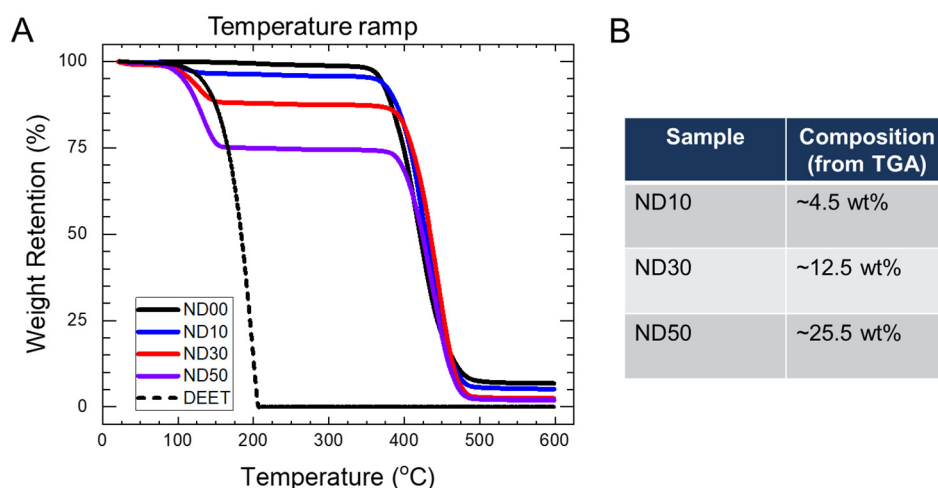 A
Temperature ramp
Weight Retention (%)
100
75
50
25
0
ND00
ND10
ND30
ND50
DEET
0 100 200 300 400 500 600
Temperature (°C)
B
Sample Composition
(from TGA)
ND10 ~4.5 wt%
ND30 ~12.5 wt%
ND50 ~25.5 wt%